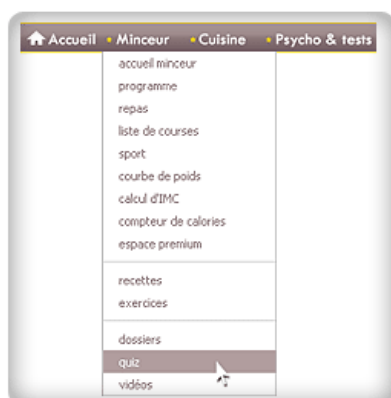 Accueil • Minceur • Cuisine • Psycho & tests
accueil minceur
programme
repas
liste de courses
sport
courbe de poids
calcul d'IMC
compteur de calories
espace premium
recettes
exercices
dossiers
quiz
vidéos